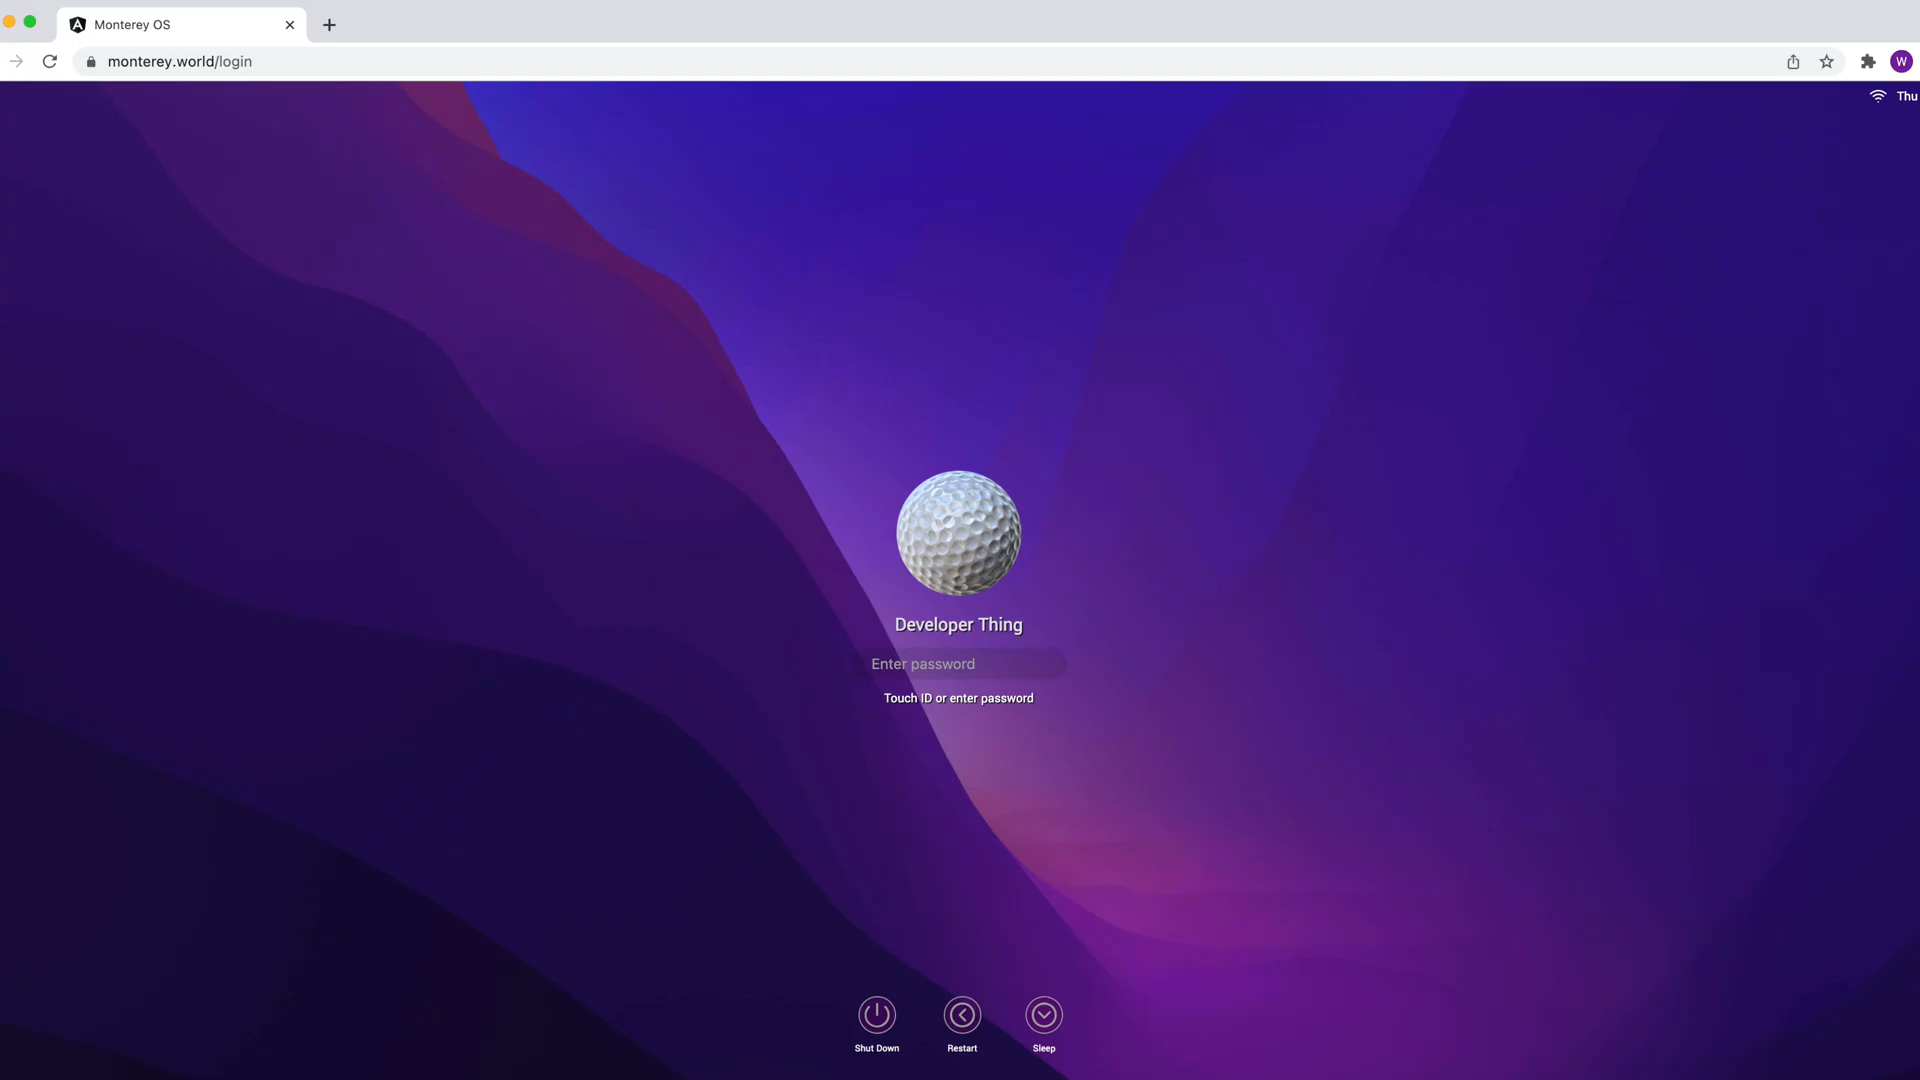 Monterey OS
monterey.world/login
W
Thu
Developer Thing
Enter password
Touch ID or enter password
Shut Down
Restart
Sleep